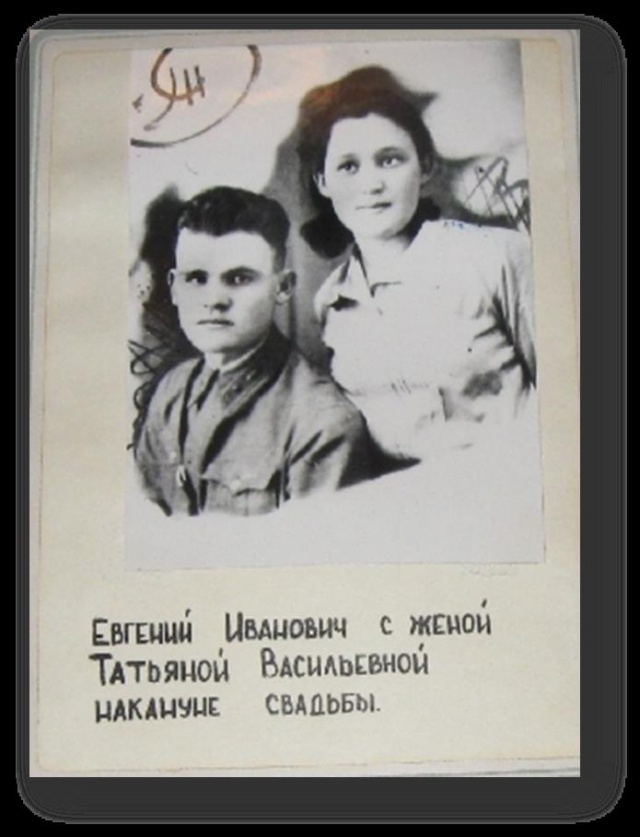 Евгений Иванович с женой
Татьяной Васильевной
накануне свадьбы.